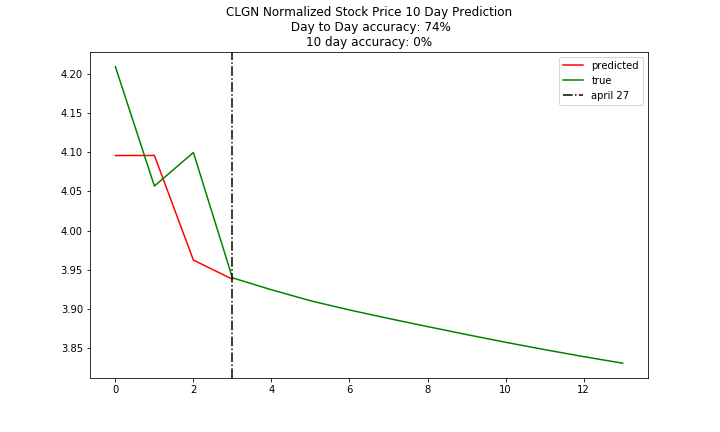 CLGN Normalized Stock Price 10 Day Prediction
Day to Day accuracy: 74%
10 day accuracy: 0%
predicted
true
april 27
4.20
4.15
4.10
4.05
4.00
3.95
3.90
3.85
0 2 4 6 8 10 12